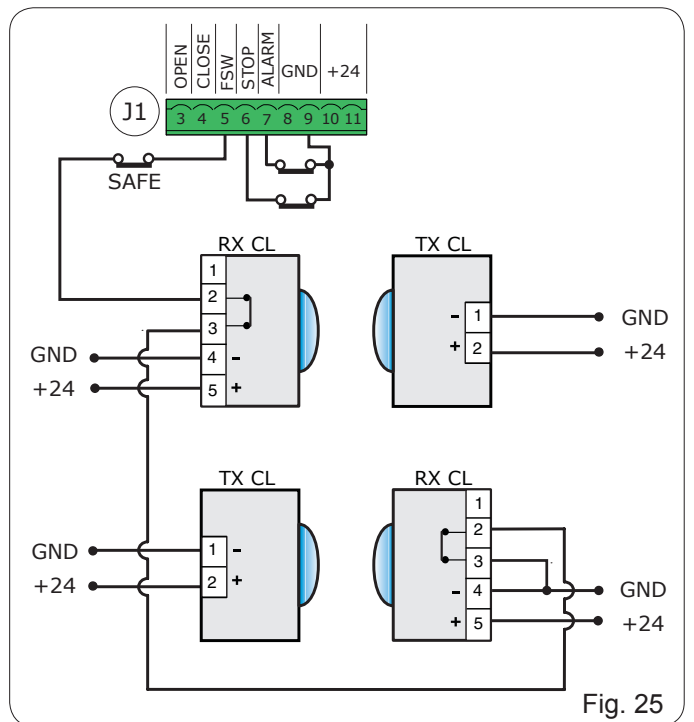 OPEN CLOSE FSW STOP ALARM GND +24
J1 3 4 5 6 7 8 9 10 11
SAFE
RX CL
1
2
3
GND 4 -
+24 5 +
TX CL
- 1 GND
+ 2 +24
TX CL
GND 1 -
+24 2 +
RX CL
1
2
3
- 4 GND
+ 5 +24
Fig. 25